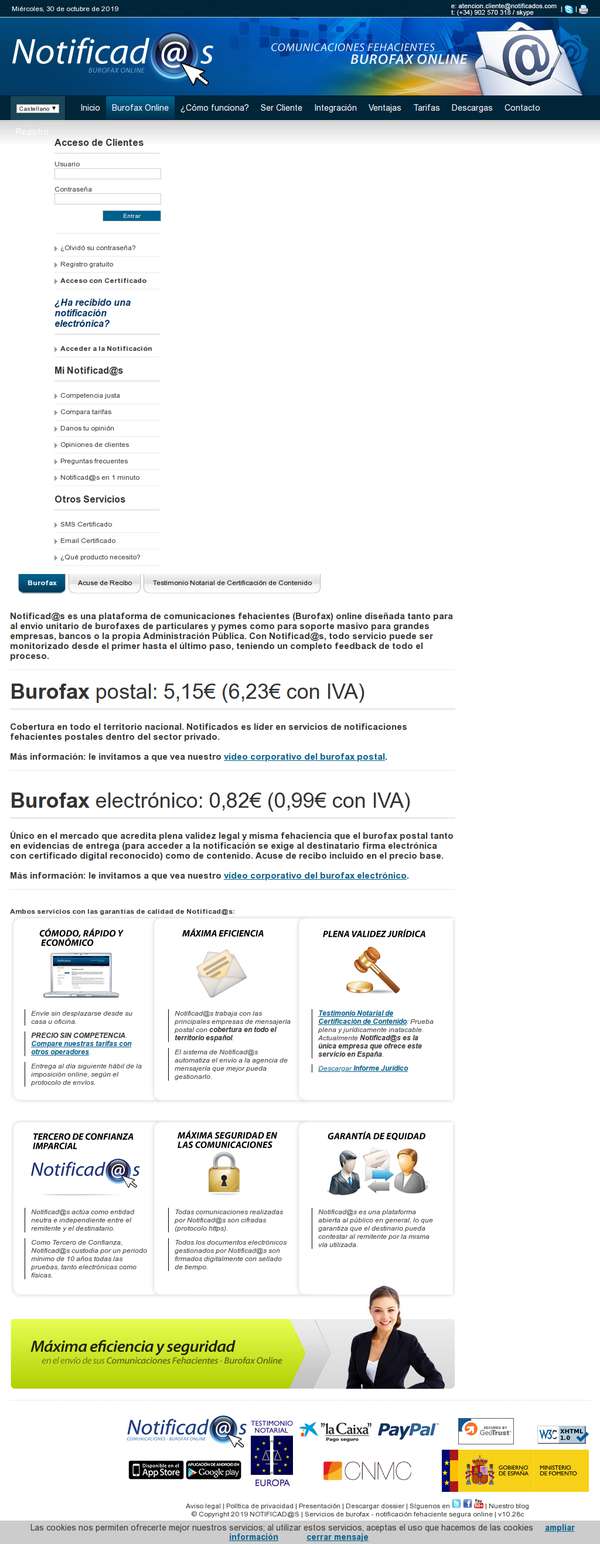 Miércoles, 30 de octubre de 2019
e: atencion.cliente@notificados.com
t: (+34) 902 570 318 / skype
Notificad@s
BUROFAX ONLINE
COMUNICACIONES FEHACIENTES
BUROFAX ONLINE
Castellano
Inicio
Burofax Online
¿Cómo funciona?
Ser Cliente
Integración
Ventajas
Tarifas
Descargas
Contacto
Registro
Acceso de Clientes
Usuario
Contraseña
Entrar
¿Olvidó su contraseña?
Registro gratuito
Acceso con Certificado
¿Ha recibido una
notificación
electrónica?
Acceder a la Notificación
Mi Notificad@s
Competencia justa
Compara tarifas
Danos tu opinión
Opiniones de clientes
Preguntas frecuentes
Notificad@s en 1 minuto
Otros Servicios
SMS Certificado
Email Certificado
¿Qué producto necesito?
Burofax
Acuse de Recibo
Testimonio Notarial de Certificación de Contenido
Notificad@s es una plataforma de comunicaciones fehacientes (Burofax) online diseñada tanto para
al envío unitario de burofaxes de particulares y pymes como para soporte masivo para grandes
empresas, bancos o la propia Administración Pública. Con Notificad@s, todo servicio puede ser
monitorizado desde el primer hasta el último paso, teniendo un completo feedback de todo el
proceso.
Burofax postal: 5,15€ (6,23€ con IVA)
Cobertura en todo el territorio nacional. Notificados es líder en servicios de notificaciones
fehacientes postales dentro del sector privado.
Más información: le invitamos a que vea nuestro vídeo corporativo del burofax postal.
Burofax electrónico: 0,82€ (0,99€ con IVA)
Único en el mercado que acredita plena validez legal y misma fehaciencia que el burofax postal tanto
en evidencias de entrega (para acceder a la notificación se exige al destinatario firma electrónica
con certificado digital reconocido) como de contenido. Acuse de recibo incluido en el precio base.
Más información: le invitamos a que vea nuestro vídeo corporativo del burofax electrónico.
Ambos servicios con las garantías de calidad de Notificad@s:
CÓMODO, RÁPIDO Y
ECONÓMICO
Envíe sin desplazarse desde su
casa u oficina.
PRECIO SIN COMPETENCIA
Compare nuestras tarifas con
otros operadores
Entrega al día siguiente hábil de la
imposición online, según el
protocolo de envíos.
MÁXIMA EFICIENCIA
Notificad@s trabaja con las
principales empresas de mensajería
postal con cobertura en todo el
territorio español
El sistema de Notificad@s
automatiza el envío a la agencia de
mensajería que mejor pueda
gestionarlo.
PLENA VALIDEZ JURÍDICA
Testimonio Notarial de
Certificación de Contenido: Prueba
plena y jurídicamente inatacable.
Actualmente Notificad@s es la
única empresa que ofrece este
servicio en España.
Descargar Informe Jurídico
TERCERO DE CONFIANZA
IMPARCIAL
Notificad@s
Notificad@s actúa como entidad
neutra e independiente entre el
remitente y el destinatario.
Como Tercero de Confianza,
Notificad@s custodia por un periodo
mínimo de 10 años todas las
pruebas, tanto electrónicas como
físicas.
MÁXIMA SEGURIDAD EN
LAS COMUNICACIONES
Todas comunicaciones realizadas
por Notificad@s son cifradas
(protocolo https).
Todos los documentos electrónicos
gestionados por Notificad@s son
firmados digitalmente con sellado
de tiempo.
GARANTÍA DE EQUIDAD
Notificad@s es una plataforma
abierta al público en general, lo que
garantiza que el destinario pueda
contestar al remitente por la misma
vía utilizada.
Máxima eficiencia y seguridad
en el envío de sus Comunicaciones Fehacientes - Burofax Online
Notificad@s
COMUNICACIONES - BUROFAX ONLINE
TESTIMONIO
NOTARIAL
EUROPA
"la Caixa"
Pago seguro
PayPal
SECURED BY
GeoTrust
W3C XHTML
1.0
Disponible en el
App Store
APLICACIÓN DE ANDROID EN
Google play
CNMC
GOBIERNO
DE ESPAÑA
MINISTERIO
DE FOMENTO
Aviso legal | Política de privacidad | Presentación | Descargar dossier | Síguenos en | Nuestro blog
© Copyright 2019 NOTIFICAD@S | Servicios de burofax - notificación fehaciente segura online | v10.28c
Las cookies nos permiten ofrecerte mejor nuestros servicios; al utilizar estos servicios, aceptas el uso que hacemos de las cookies ampliar
información cerrar mensaje